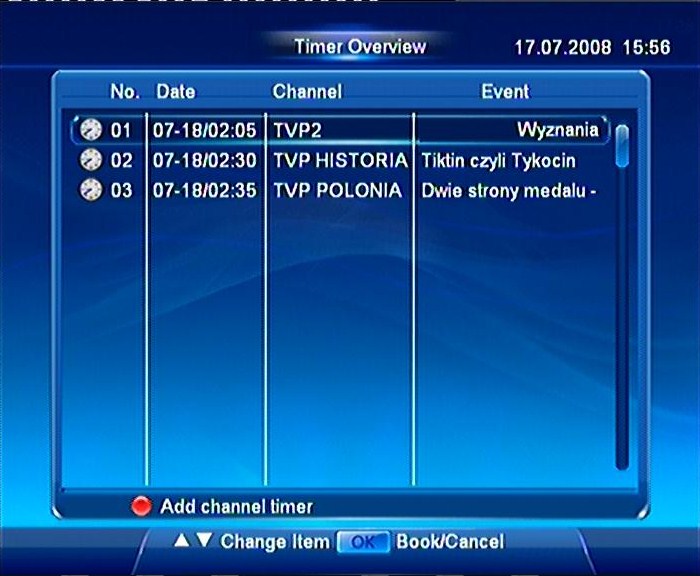 Timer Overview 17.07.2008 15:56
No. Date Channel Event
01 07-18/02:05 TVP2 Wyznania
02 07-18/02:30 TVP HISTORIA Tiktin czyli Tykocin
03 07-18/02:35 TVP POLONIA Dwie strony medalu -
Add channel timer
▲▼ Change Item OK Book/Cancel